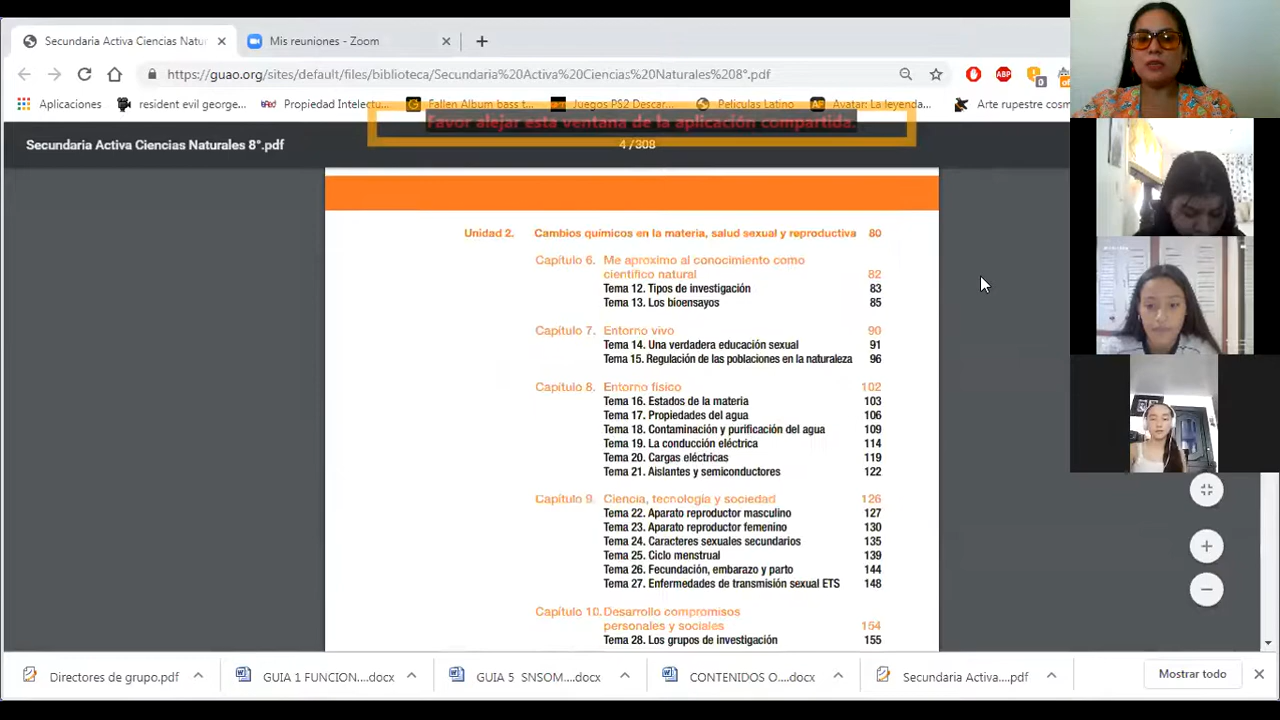 Secundaria Activa Ciencias Natur
Mis reuniones - Zoom
https://guao.org/sites/default/files/biblioteca/Secundaria%20Activa%20Ciencias%20Naturales%208°.pdf
ABP
0
Aplicaciones
resident evil george...
Propiedad Intelectu...
Fallen Album bass t...
Juegos PS2 Descar...
Peliculas Latino
Avatar: La leyenda...
Arte rupestre cosm
Favor alejar esta ventana de la aplicación compartida.
Secundaria Activa Ciencias Naturales 8°.pdf
4 / 308
Unidad 2. Cambios químicos en la materia, salud sexual y reproductiva 80
Capítulo 6. Me aproximo al conocimiento como
científico natural 82
Tema 12. Tipos de investigación 83
Tema 13. Los bioensayos 85
Capítulo 7. Entorno vivo 90
Tema 14. Una verdadera educación sexual 91
Tema 15. Regulación de las poblaciones en la naturaleza 96
Capítulo 8. Entorno físico 102
Tema 16. Estados de la materia 103
Tema 17. Propiedades del agua 106
Tema 18. Contaminación y purificación del agua 109
Tema 19. La conducción eléctrica 114
Tema 20. Cargas eléctricas 119
Tema 21. Aislantes y semiconductores 122
Capítulo 9. Ciencia, tecnología y sociedad 126
Tema 22. Aparato reproductor masculino 127
Tema 23. Aparato reproductor femenino 130
Tema 24. Caracteres sexuales secundarios 135
Tema 25. Ciclo menstrual 139
Tema 26. Fecundación, embarazo y parto 144
Tema 27. Enfermedades de transmisión sexual ETS 148
Capítulo 10. Desarrollo compromisos
personales y sociales 154
Tema 28. Los grupos de investigación 155
Directores de grupo.pdf
GUIA 1 FUNCION....docx
GUIA 5 SNSOM....docx
CONTENIDOS O....docx
Secundaria Activa....pdf
Mostrar todo